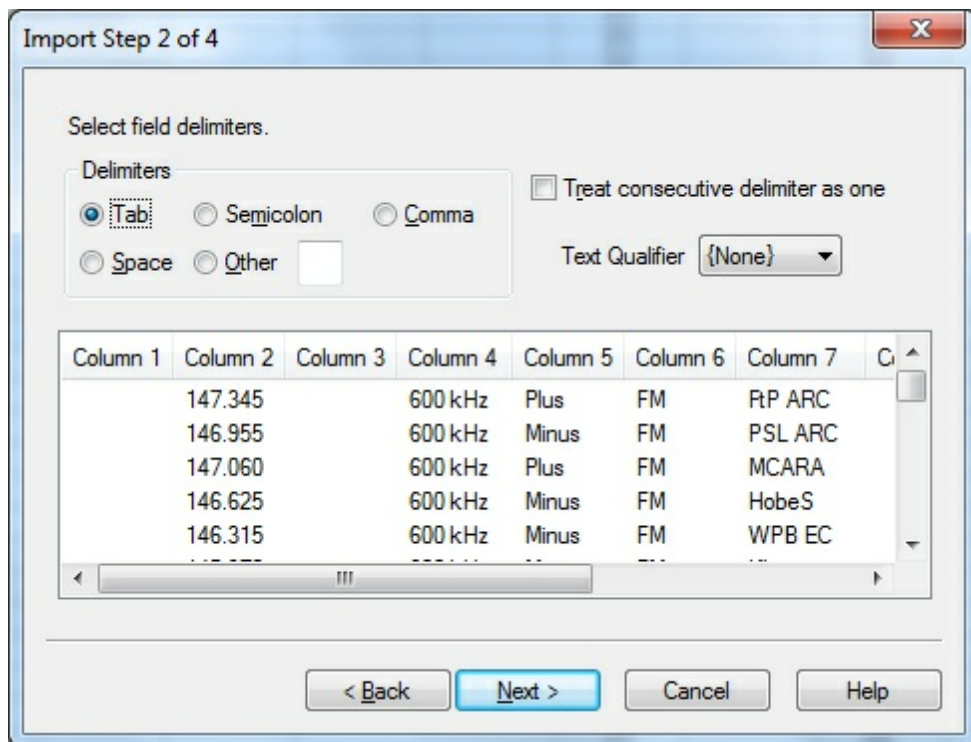 Import Step 2 of 4
Select field delimiters.
Delimiters
Tab Semicolon Comma
Space Other
Treat consecutive delimiter as one
Text Qualifier {None}
Column 1 Column 2 Column 3 Column 4 Column 5 Column 6 Column 7
147.345 600 kHz Plus FM FtP ARC
146.955 600 kHz Minus FM PSL ARC
147.060 600 kHz Plus FM MCARA
146.625 600 kHz Minus FM HobeS
146.315 600 kHz Minus FM WPB EC
< Back Next > Cancel Help